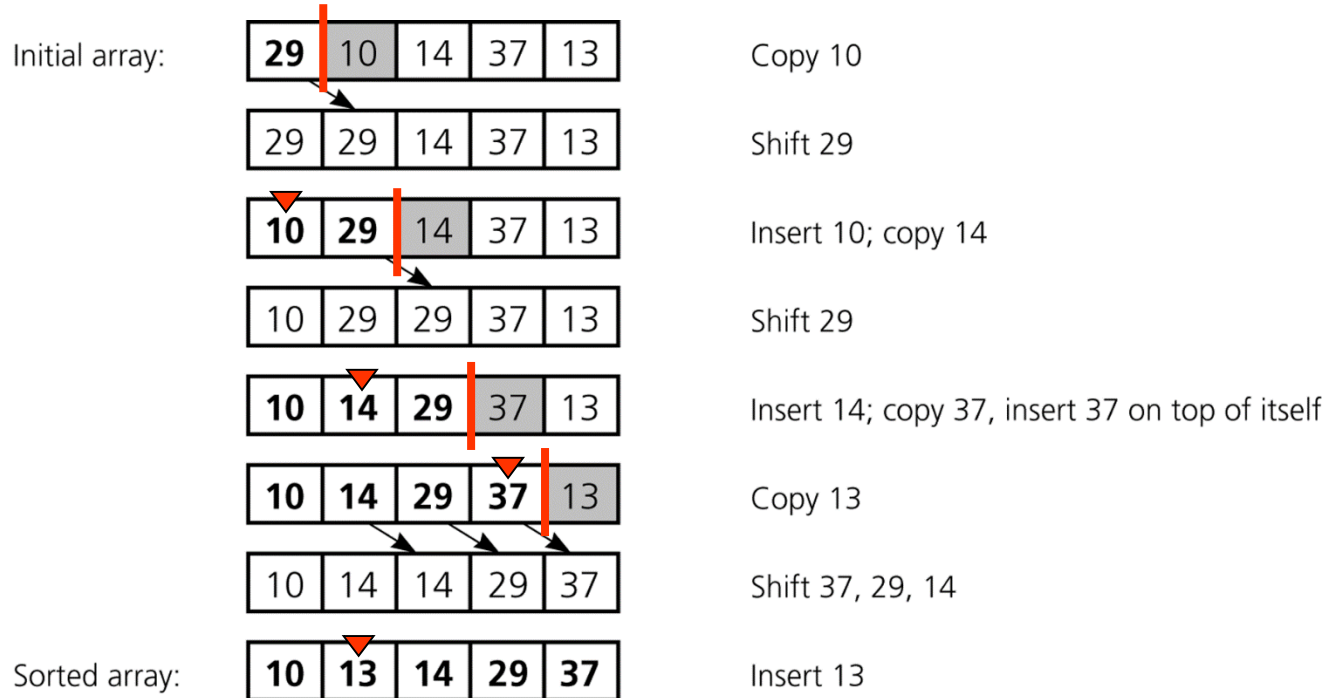 Initial array: 29 10 14 37 13 Copy 10
29 29 14 37 13 Shift 29
10 29 14 37 13 Insert 10; copy 14
10 29 29 37 13 Shift 29
10 14 29 37 13 Insert 14; copy 37, insert 37 on top of itself
10 14 29 37 13 Copy 13
10 14 14 29 37 Shift 37, 29, 14
Sorted array: 10 13 14 29 37 Insert 13